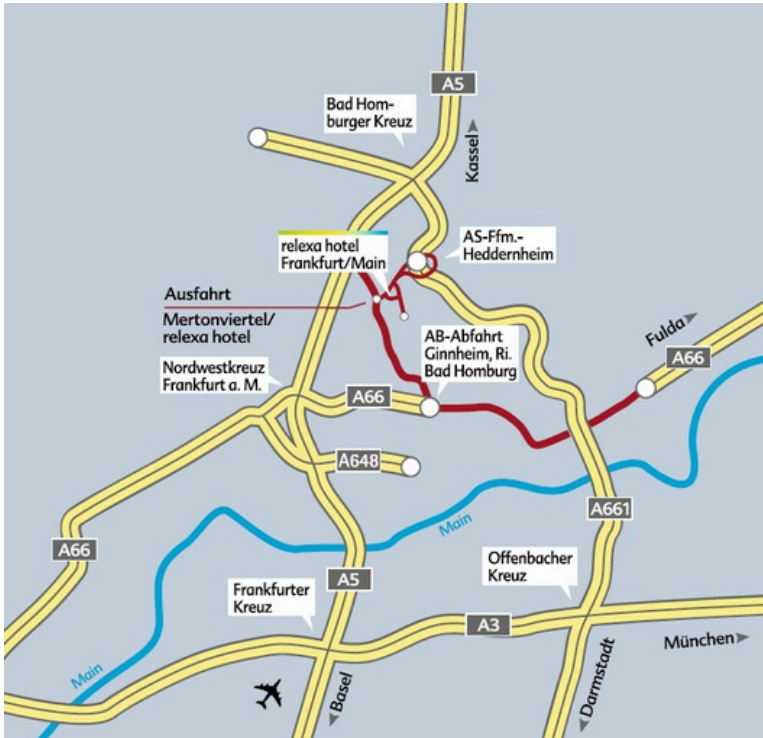 A5
Bad Hom-
burger Kreuz
Kassel
relexa hotel
Frankfurt/Main
AS-Ffm.-
Heddernheim
Ausfahrt
Mertonviertel/
relexa hotel
AB-Abfahrt
Ginnheim, Ri.
Bad Homburg
Fulda
A66
Nordwestkreuz
Frankfurt a. M.
A66
A648
Main
A661
A66
A5
Offenbacher
Kreuz
Frankfurter
Kreuz
A3
München
Main
Basel
Darmstadt